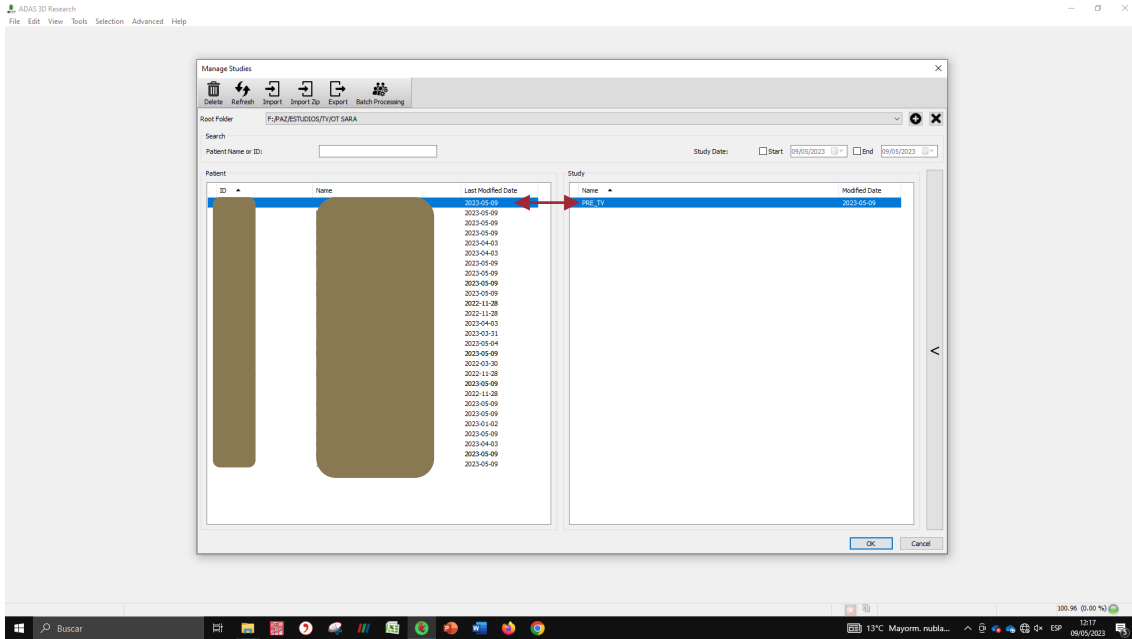 ADAS 3D Research
File Edit View Tools Selection Advanced Help
Manage Studies
Delete Refresh Import Import Zip Export Batch Processing
Root Folder F:/PAZ/ESTUDIOS/TV/OT SARA
Search
Patient Name or ID: Study Date: Start 09/05/2023 End 09/05/2023
Patient Study
ID Name Last Modified Date Name Modified Date
2023-05-09 PRE_TV 2023-05-09
2023-05-09
2023-05-09
2023-05-09
2023-04-03
2023-04-03
2023-05-09
2023-05-09
2023-05-09
2023-05-09
2022-11-28
2022-11-28
2023-04-03
2023-03-31
2023-05-04
2023-05-09
2022-03-30
2022-11-28
2023-05-09
2022-11-28
2023-05-09
2023-05-09
2023-01-02
2023-05-09
2023-04-03
2023-05-09
2023-05-09
<
OK Cancel
100.96 (0.00 %)
Buscar 13°C Mayorm. nubla... ESP 12:17
09/05/2023